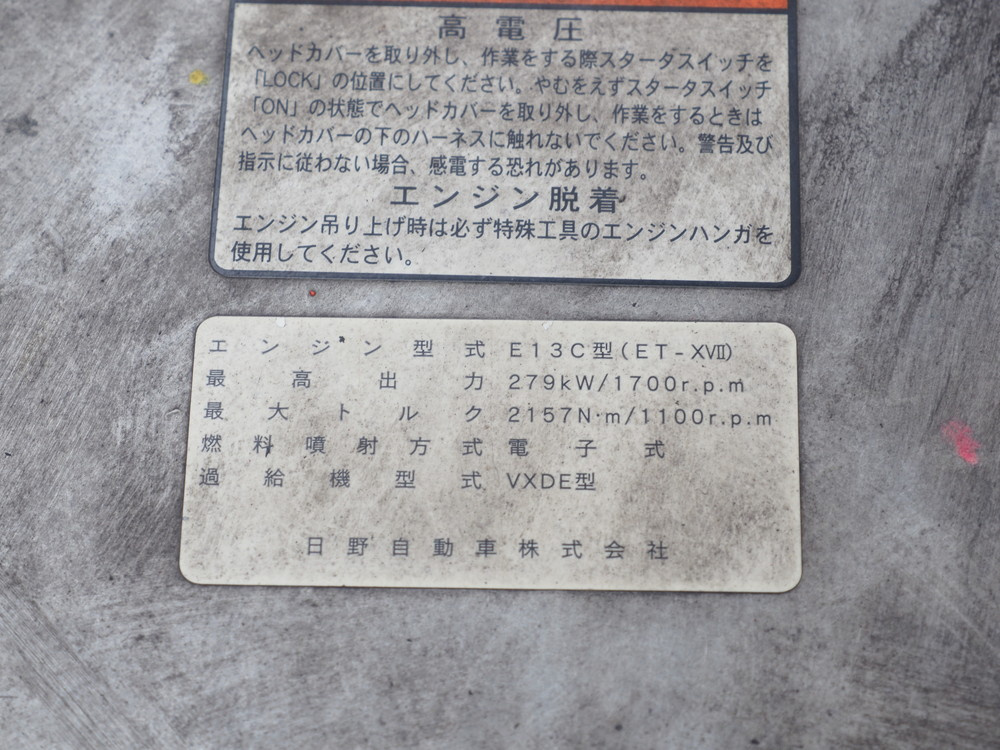 高電圧
ヘッドカバーを取り外し、作業をする際スタータスイッチを
「LOCK」の位置にしてください。やむをえずスタータスイッチ
「ON」の状態でヘッドカバーを取り外し、作業をするときは
ヘッドカバーの下のハーネスに触れないでください。警告及び
指示に従わない場合、感電する恐れがあります。
エンジン脱着
エンジン吊り上げ時は必ず特殊工具のエンジンハンガを
使用してください。
エンジン型式 E13C型(ET-XⅦ)
最高出力 279kW/1700r.p.m
最大トルク 2157N·m/1100r.p.m
燃料噴射方式 電子式
過給機型式 VXDE型
日野自動車株式会社